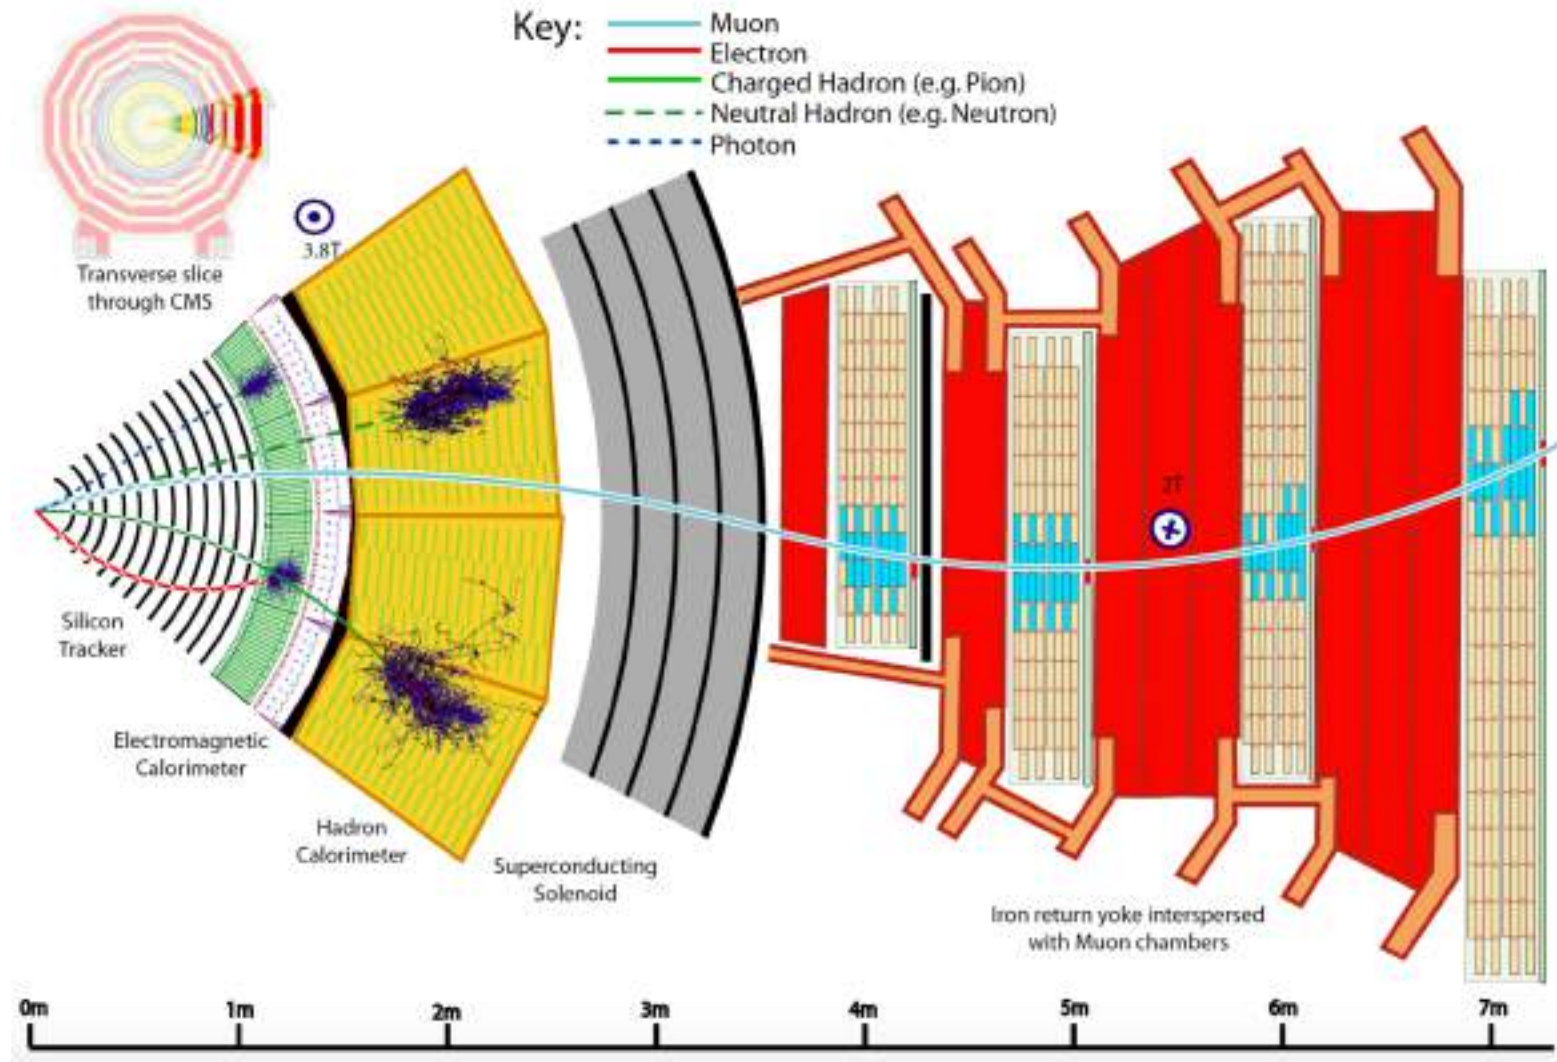 Key:
Muon
Electron
Charged Hadron (e.g. Pion)
Neutral Hadron (e.g. Neutron)
Photon
3.8T
Transverse slice
through CMS
2T
Silicon
Tracker
Electromagnetic
Calorimeter
Hadron
Calorimeter
Superconducting
Solenoid
Iron return yoke interspersed
with Muon chambers
0m
1m
2m
3m
4m
5m
6m
7m